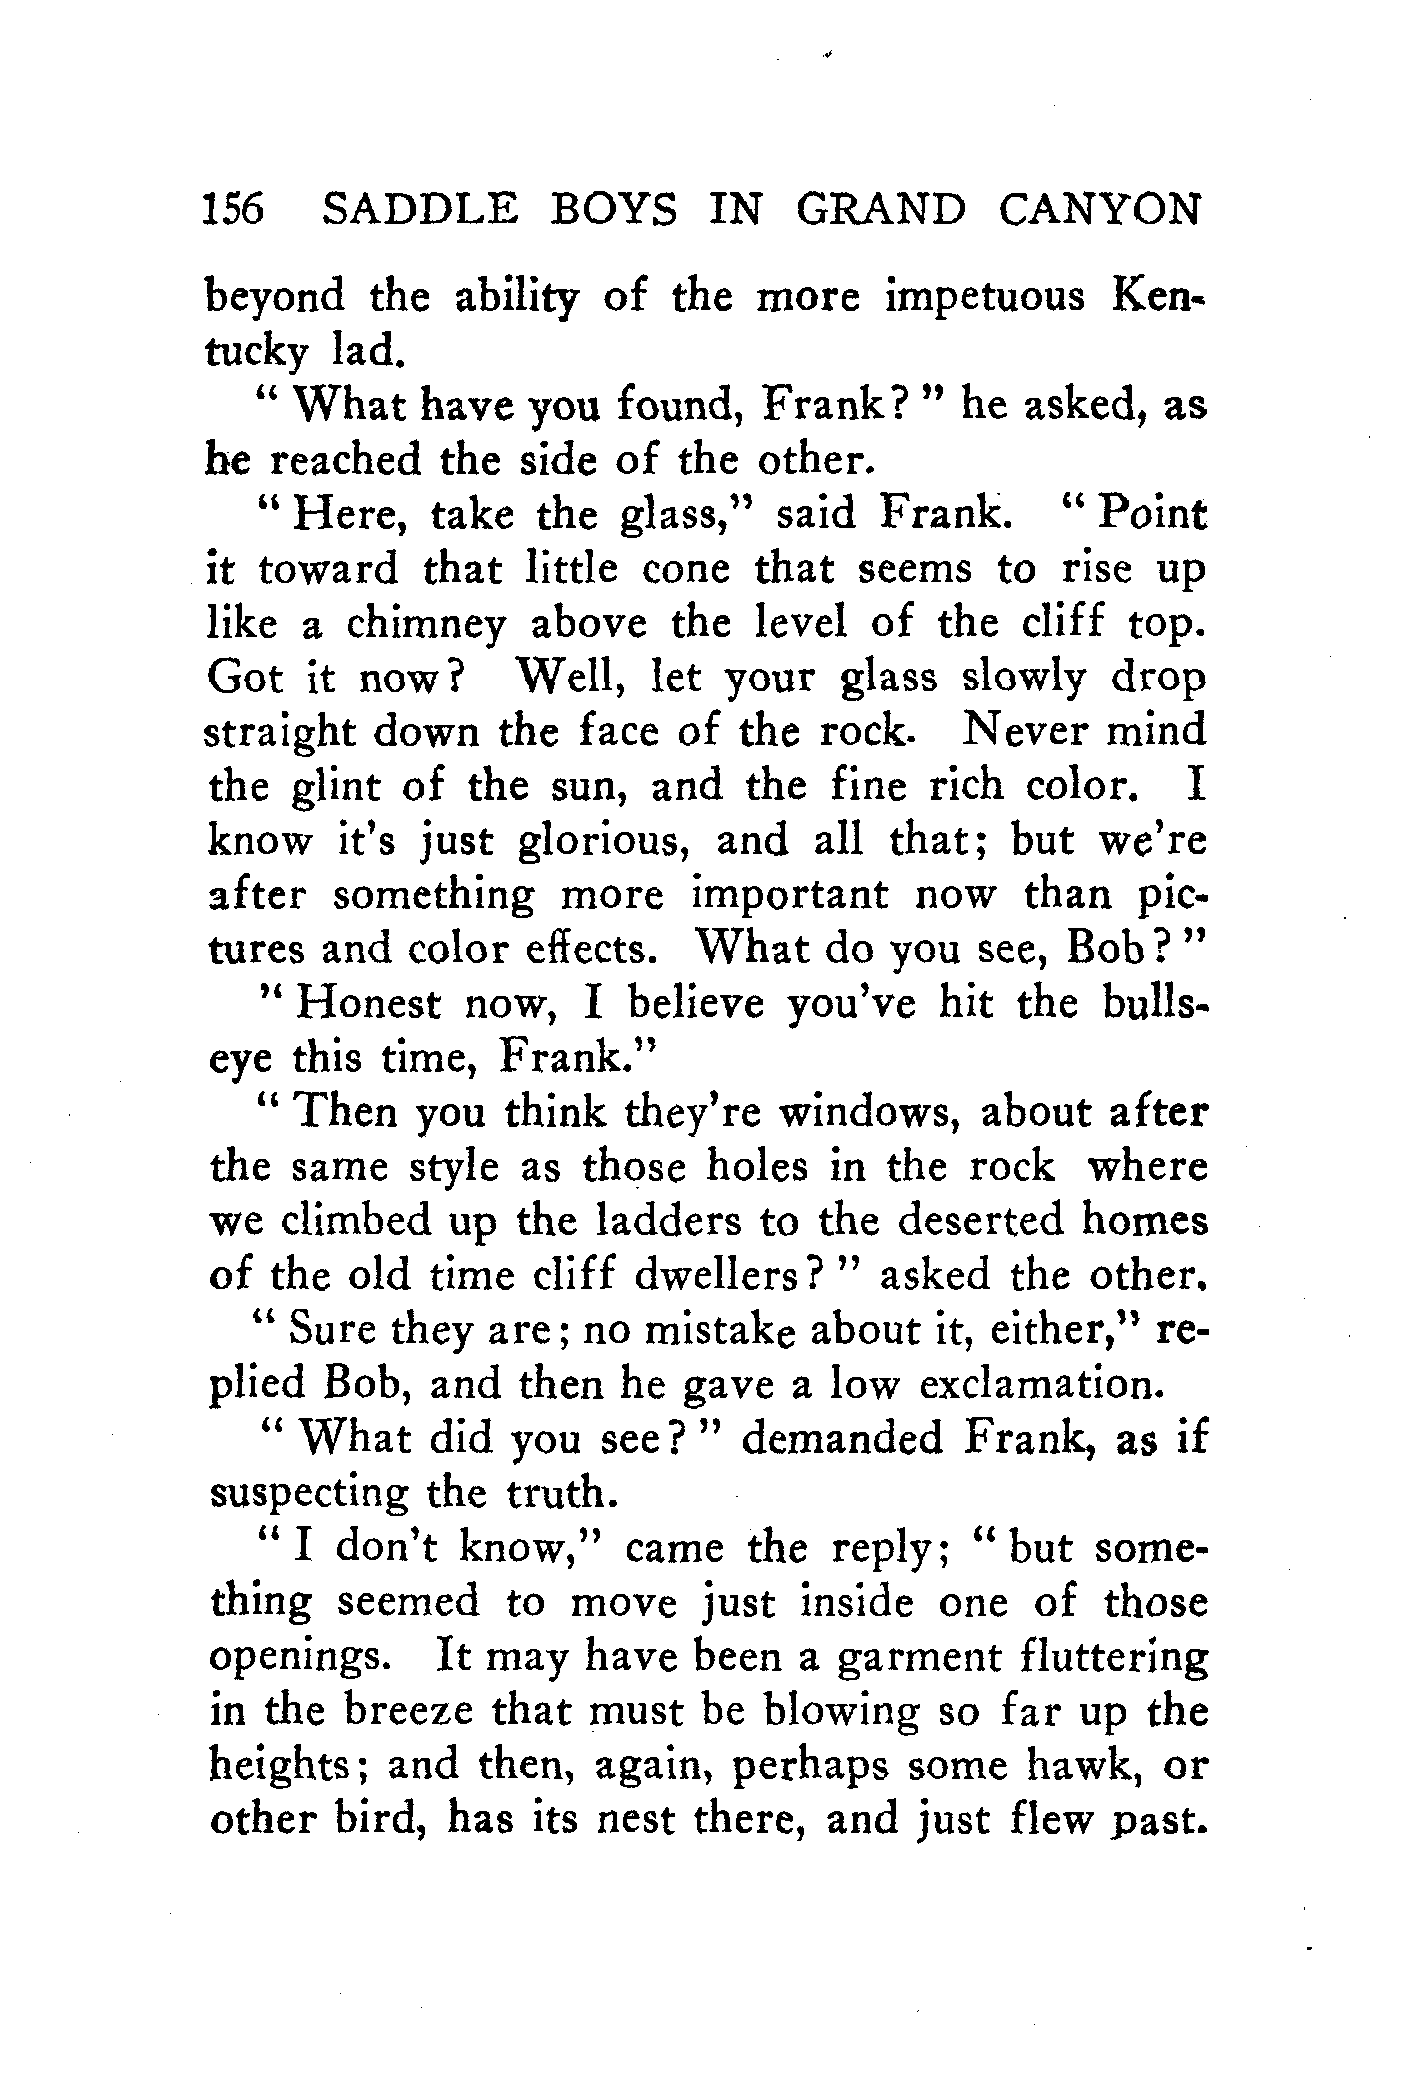 156 SADDLE BOYS IN GRAND CANYON
beyond the ability of the more impetuous Ken-
tucky lad.
“ What have you found, Frank? ” he asked, as
he reached the side of the other.
“ Here, take the glass,” said Frank. “ Point
it toward that little cone that seems to rise up
like a chimney above the level of the cliff top.
Got it now? Well, let your glass slowly drop
straight down the face of the rock. Never mind
the glint of the sun, and the fine rich color. I
know it’s just glorious, and all that; but we’re
after something more important now than pic-
tures and color effects. What do you see, Bob? ”
“ Honest now, I believe you’ve hit the bulls-
eye this time, Frank.”
“ Then you think they’re windows, about after
the same style as those holes in the rock where
we climbed up the ladders to the deserted homes
of the old time cliff dwellers? ” asked the other.
“ Sure they are; no mistake about it, either,” re-
plied Bob, and then he gave a low exclamation.
“ What did you see? ” demanded Frank, as if
suspecting the truth.
“ I don’t know,” came the reply; “ but some-
thing seemed to move just inside one of those
openings. It may have been a garment fluttering
in the breeze that must be blowing so far up the
heights; and then, again, perhaps some hawk, or
other bird, has its nest there, and just flew past.